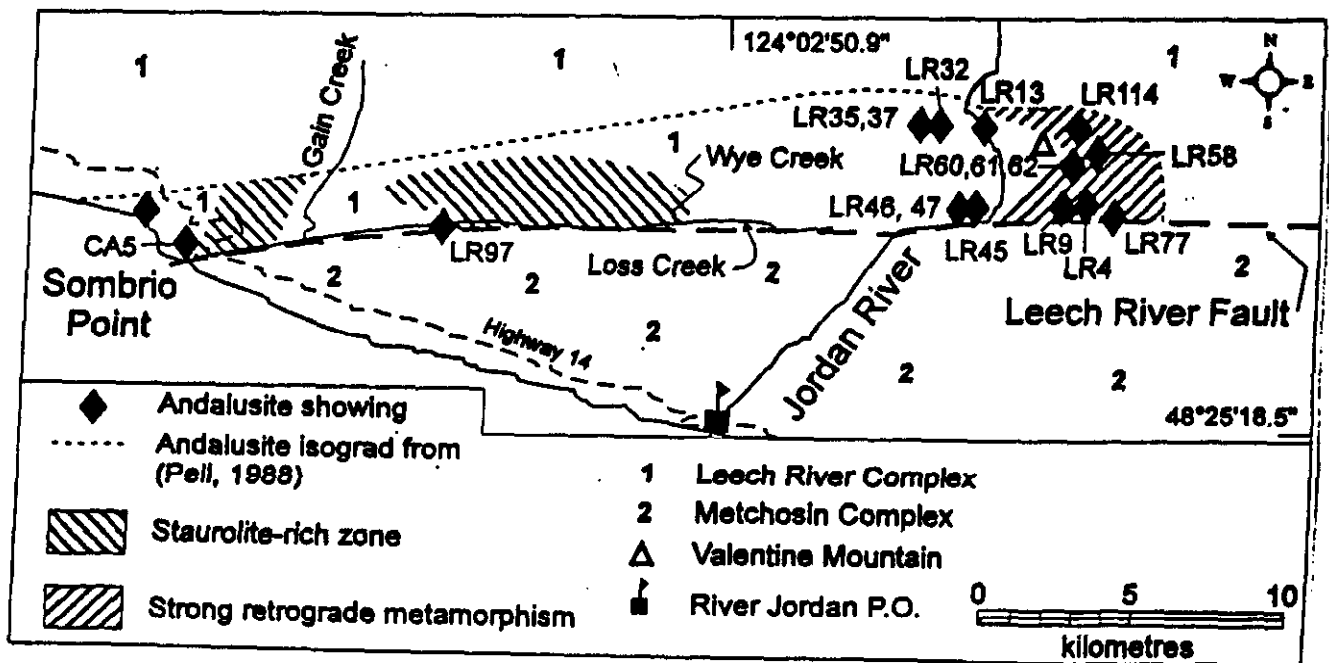 1
1
124°02'50.9"
1
N
W
E
S
Gain Creek
LR32
LR13
LR114
LR35,37
1
Wye Creek
LR60,61,62
LR58
1
1
LR46, 47
CA5
LR97
LR45
LR9
LR77
LR4
Loss Creek
2
2
2
2
Sombrio
Point
Leech River Fault
Highway 14
2
Jordan River
2
2
48°25'18.5"
Andalusite showing
Andalusite isograd from
(Pell, 1988)
Staurolite-rich zone
Strong retrograde metamorphism
1 Leech River Complex
2 Metchosin Complex
Valentine Mountain
River Jordan P.O.
0 5 10
kilometres